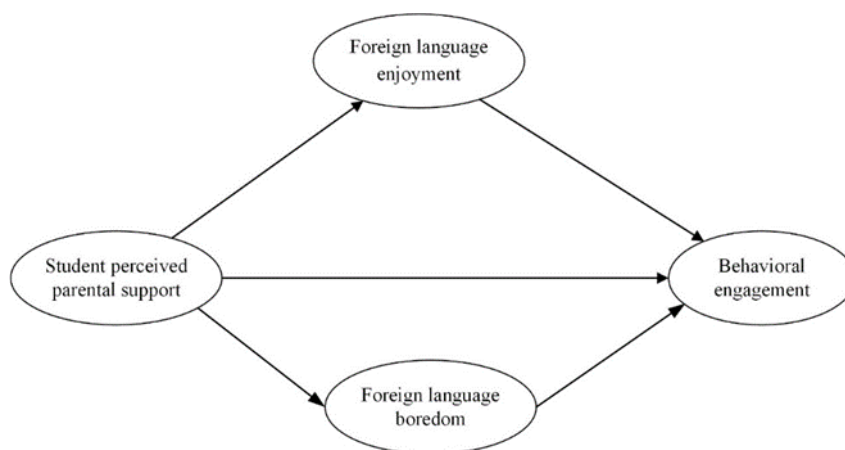 Foreign language
enjoyment
Student perceived
parental support
Behavioral
engagement
Foreign language
boredom